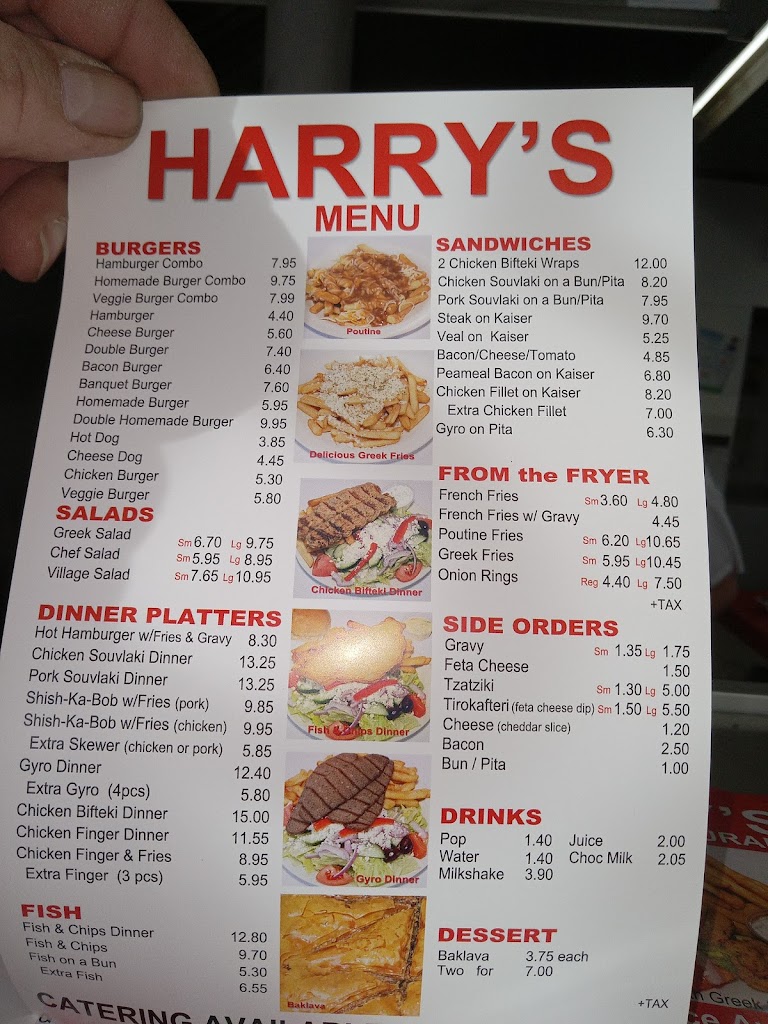 HARRY'S
MENU
BURGERS
Hamburger Combo 7.95
Homemade Burger Combo 9.75
Veggie Burger Combo 7.99
Hamburger 4.40
Cheese Burger 5.60
Double Burger 7.40
Bacon Burger 6.40
Banquet Burger 7.60
Homemade Burger 5.95
Double Homemade Burger 9.95
Hot Dog 3.85
Cheese Dog 4.45
Chicken Burger 5.30
Veggie Burger 5.80
SALADS
Greek Salad Sm 6.70 Lg 9.75
Chef Salad Sm 5.95 Lg 8.95
Village Salad Sm 7.65 Lg 10.95
DINNER PLATTERS
Hot Hamburger w/Fries & Gravy 8.30
Chicken Souvlaki Dinner 13.25
Pork Souvlaki Dinner 13.25
Shish-Ka-Bob w/Fries (pork) 9.85
Shish-Ka-Bob w/Fries (chicken) 9.95
Extra Skewer (chicken or pork) 5.85
Gyro Dinner 12.40
Extra Gyro (4pcs) 5.80
Chicken Bifteki Dinner 15.00
Chicken Finger Dinner 11.55
Chicken Finger & Fries 8.95
Extra Finger (3 pcs) 5.95
FISH
Fish & Chips Dinner 12.80
Fish & Chips 9.70
Fish on a Bun 5.30
Extra Fish 6.55
Poutine
Delicious Greek Fries
Chicken Bifteki Dinner
Fish & Chips Dinner
Gyro Dinner
Baklava
SANDWICHES
2 Chicken Bifteki Wraps 12.00
Chicken Souvlaki on a Bun/Pita 8.20
Pork Souvlaki on a Bun/Pita 7.95
Steak on Kaiser 9.70
Veal on Kaiser 5.25
Bacon/Cheese/Tomato 4.85
Peameal Bacon on Kaiser 6.80
Chicken Fillet on Kaiser 8.20
Extra Chicken Fillet 7.00
Gyro on Pita 6.30
FROM the FRYER
French Fries Sm 3.60 Lg 4.80
French Fries w/ Gravy 4.45
Poutine Fries Sm 6.20 Lg 10.65
Greek Fries Sm 5.95 Lg 10.45
Onion Rings Reg 4.40 Lg 7.50
+TAX
SIDE ORDERS
Gravy Sm 1.35 Lg 1.75
Feta Cheese 1.50
Tzatziki Sm 1.30 Lg 5.00
Tirokafteri (feta cheese dip) Sm 1.50 Lg 5.50
Cheese (cheddar slice) 1.20
Bacon 2.50
Bun / Pita 1.00
DRINKS
Pop 1.40 Juice 2.00
Water 1.40 Choc Milk 2.05
Milkshake 3.90
DESSERT
Baklava 3.75 each
Two for 7.00
+TAX
CATERING
Greek